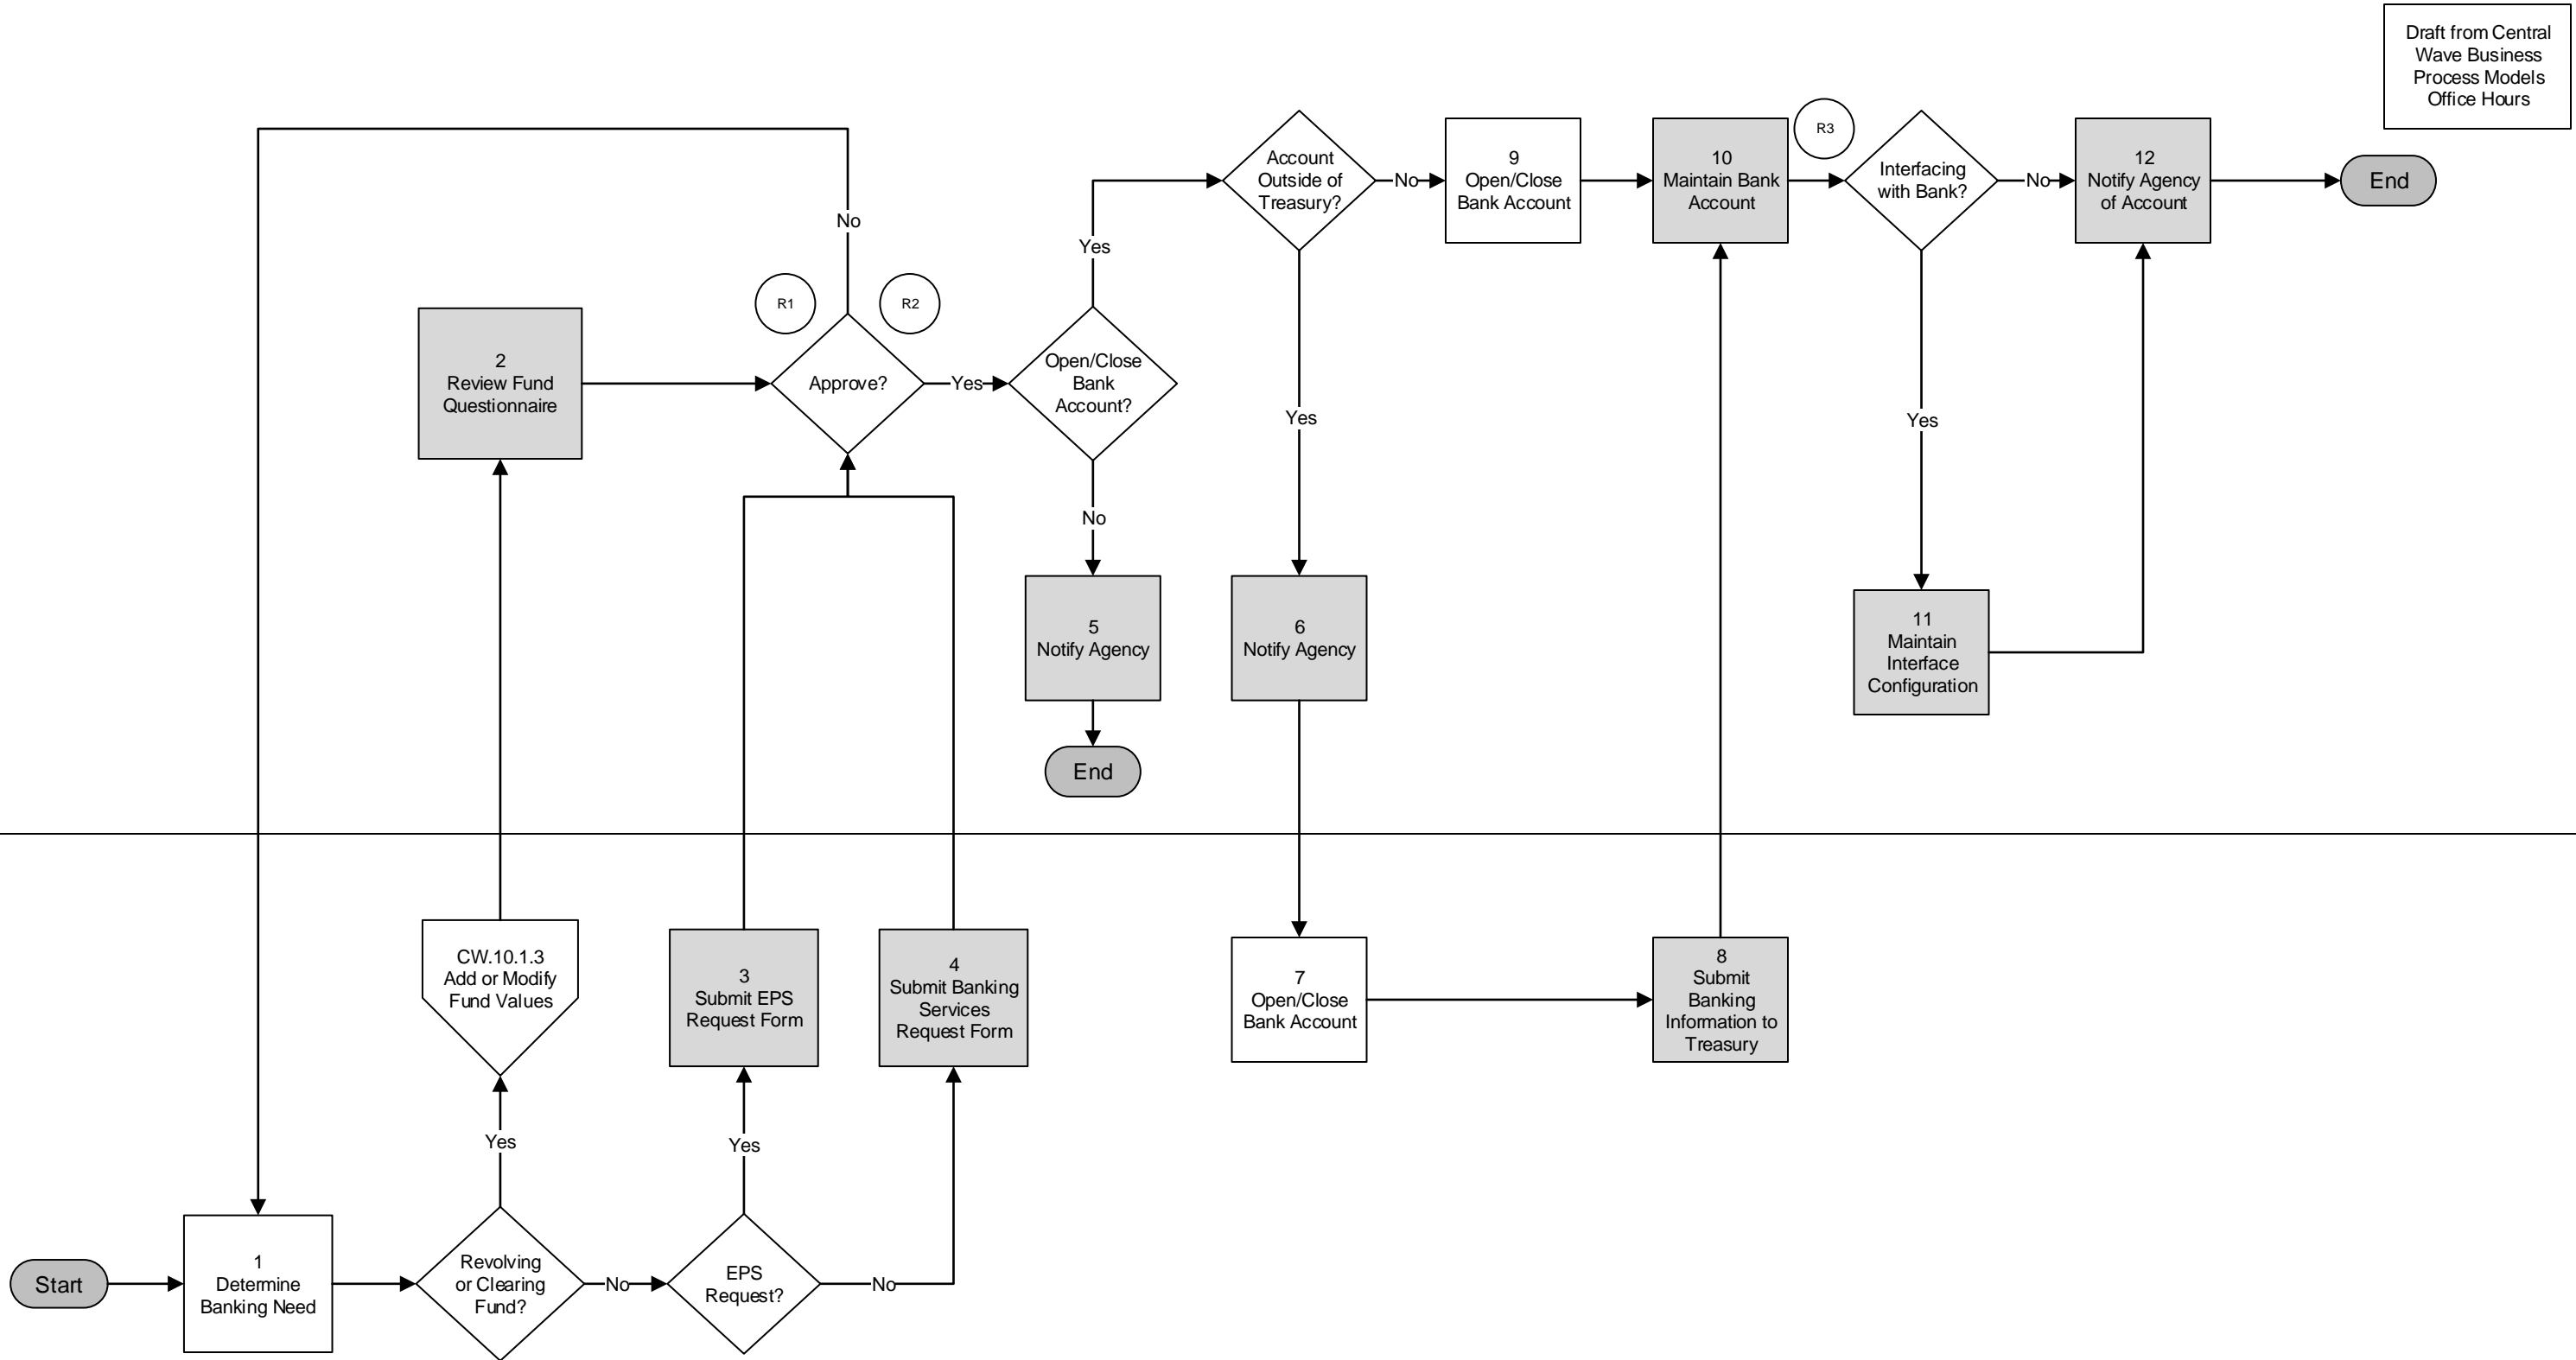 Draft from Central
Wave Business
Process Models
Office Hours
Account
Outside of
Treasury?
No
9
Open/Close
Bank Account
10
Maintain Bank
Account
R3
Interfacing
with Bank?
No
12
Notify Agency
of Account
End
No
Yes
R1
R2
2
Review Fund
Questionnaire
Approve?
Yes
Open/Close
Bank
Account?
Yes
Yes
No
5
Notify Agency
6
Notify Agency
11
Maintain
Interface
Configuration
End
CW.10.1.3
Add or Modify
Fund Values
3
Submit EPS
Request Form
4
Submit Banking
Services
Request Form
7
Open/Close
Bank Account
8
Submit
Banking
Information to
Treasury
Yes
Yes
Start
1
Determine
Banking Need
Revolving
or Clearing
Fund?
No
EPS
Request?
No